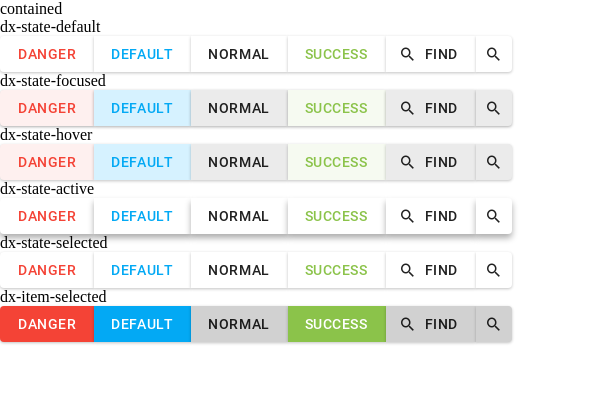 contained
dx-state-default
DANGER DEFAULT NORMAL SUCCESS FIND
dx-state-focused
DANGER DEFAULT NORMAL SUCCESS FIND
dx-state-hover
DANGER DEFAULT NORMAL SUCCESS FIND
dx-state-active
DANGER DEFAULT NORMAL SUCCESS FIND
dx-state-selected
DANGER DEFAULT NORMAL SUCCESS FIND
dx-item-selected
DANGER DEFAULT NORMAL SUCCESS FIND